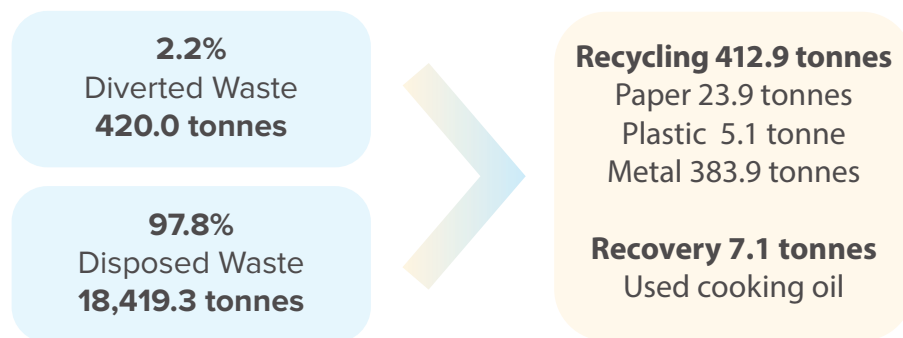 2.2%
Diverted Waste
420.0 tonnes
97.8%
Disposed Waste
18,419.3 tonnes
Recycling 412.9 tonnes
Paper 23.9 tonnes
Plastic  5.1 tonne
Metal 383.9 tonnes
Recovery 7.1 tonnes
Used cooking oil